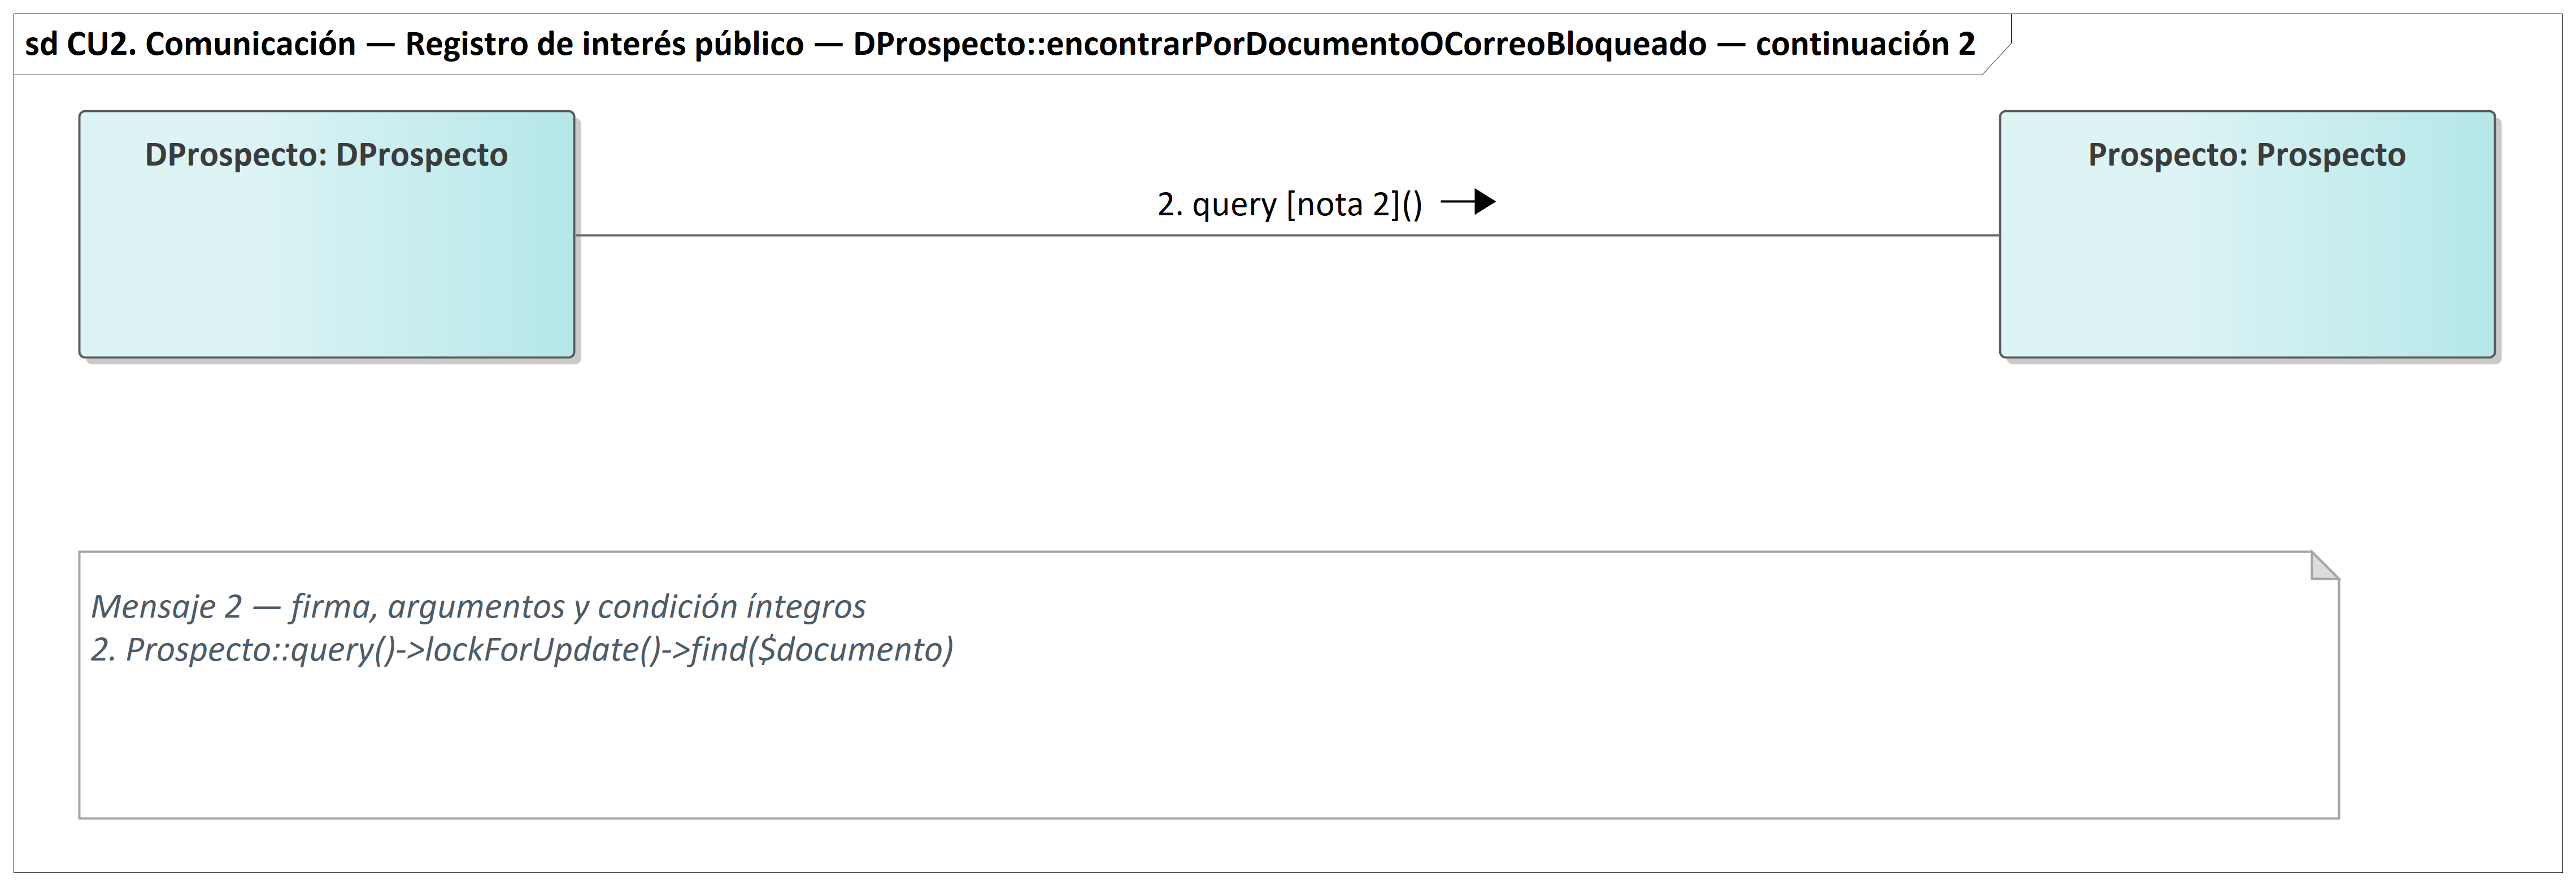 sd CU2. Comunicación — Registro de interés público — DProspecto::encontrarPorDocumentoOCorreoBloqueado — continuación 2
DProspecto: DProspecto
Prospecto: Prospecto
2. query [nota 2]()
Mensaje 2 — firma, argumentos y condición íntegros
2. Prospecto::query()->lockForUpdate()->find($documento)